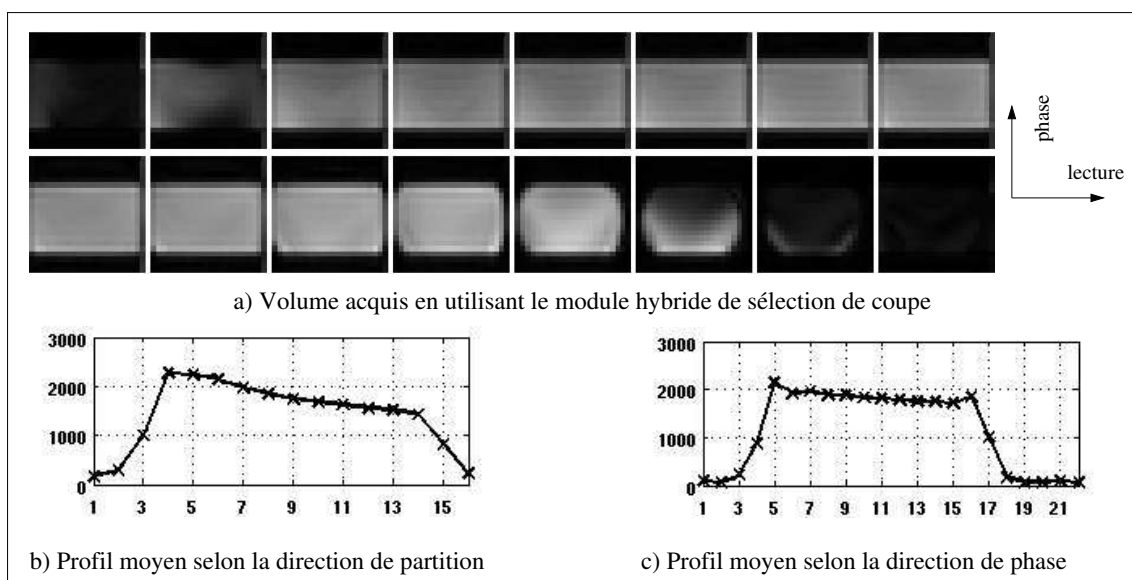 phase
lecture
a) Volume acquis en utilisant le module hybride de sélection de coupe
3000
2000
1000
0
1 3 5 7 9 11 13 15
3000
2000
1000
0
1 3 5 7 9 11 13 15 17 19 21
b) Profil moyen selon la direction de partition
c) Profil moyen selon la direction de phase